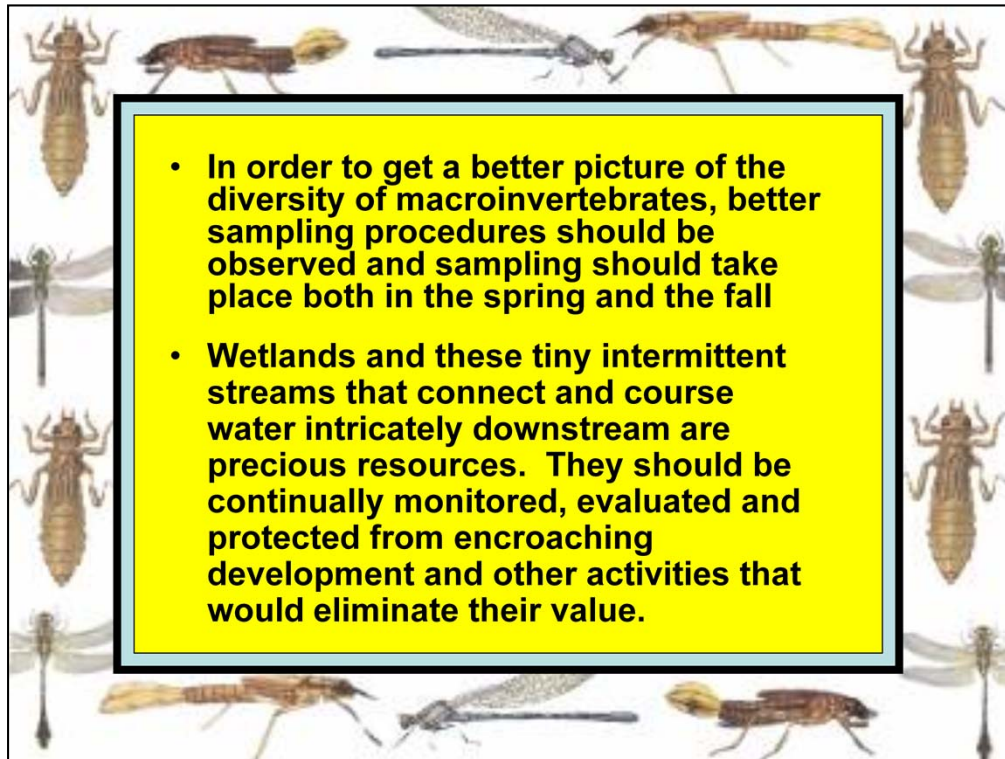 • In order to get a better picture of the
diversity of macroinvertebrates, better
sampling procedures should be
observed and sampling should take
place both in the spring and the fall
• Wetlands and these tiny intermittent
streams that connect and course
water intricately downstream are
precious resources.  They should be
continually monitored, evaluated and
protected from encroaching
development and other activities that
would eliminate their value.